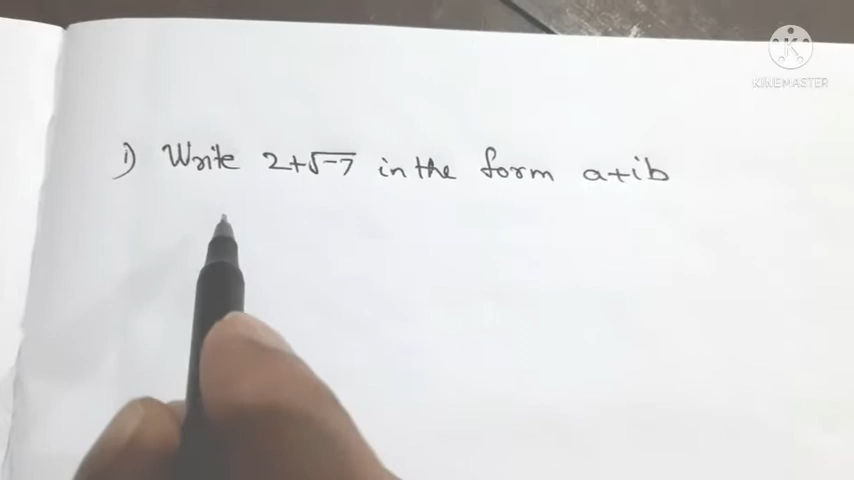 KINEMASTER
1) Write 2+√-7 in the form a+ib